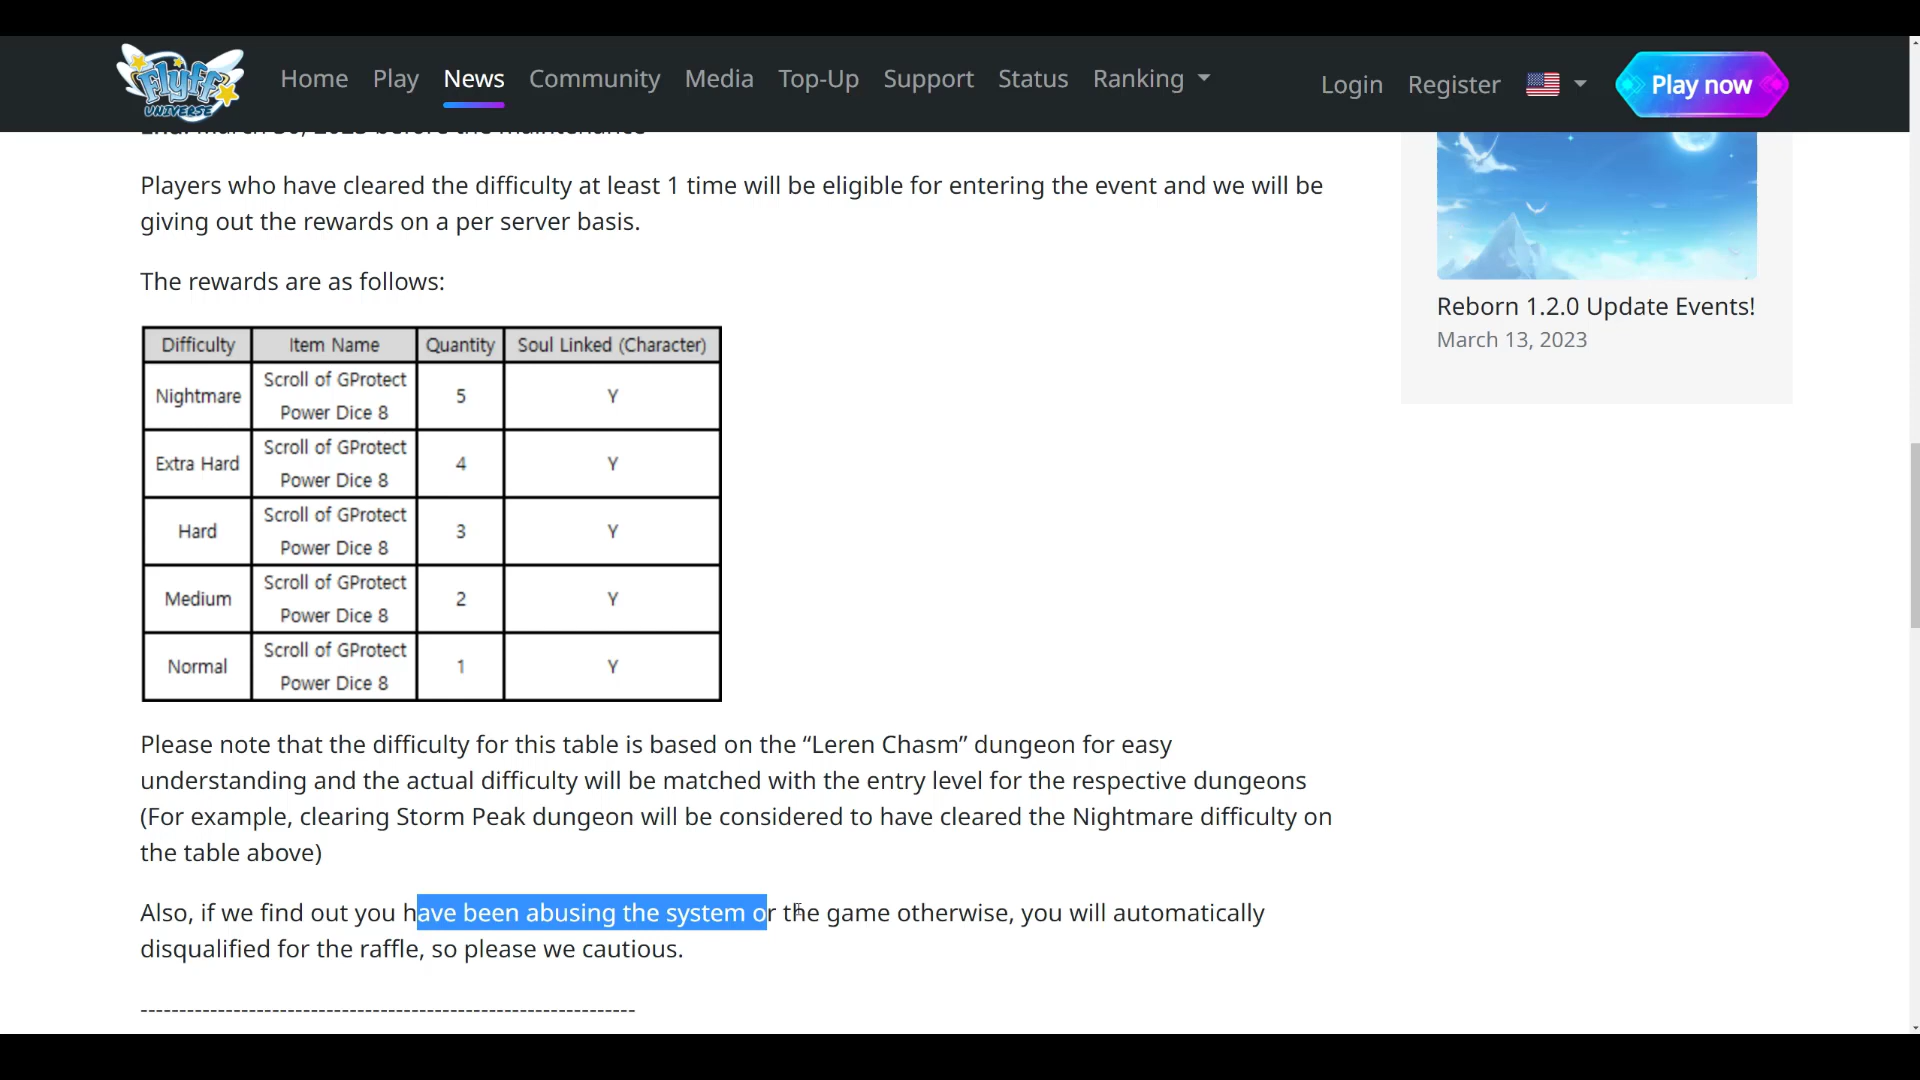 Flyff
UNIVERSE
Home Play News Community Media Top-Up Support Status Ranking Login Register Play now
Players who have cleared the difficulty at least 1 time will be eligible for entering the event and we will be
giving out the rewards on a per server basis.
The rewards are as follows:
Difficulty Item Name Quantity Soul Linked (Character)
Nightmare Scroll of GProtect 5 Y
Power Dice 8
Extra Hard Scroll of GProtect 4 Y
Power Dice 8
Hard Scroll of GProtect 3 Y
Power Dice 8
Medium Scroll of GProtect 2 Y
Power Dice 8
Normal Scroll of GProtect 1 Y
Power Dice 8
Please note that the difficulty for this table is based on the “Leren Chasm” dungeon for easy
understanding and the actual difficulty will be matched with the entry level for the respective dungeons
(For example, clearing Storm Peak dungeon will be considered to have cleared the Nightmare difficulty on
the table above)
Also, if we find out you have been abusing the system or the game otherwise, you will automatically
disqualified for the raffle, so please we cautious.
----------------------------------------------------------------
Reborn 1.2.0 Update Events!
March 13, 2023